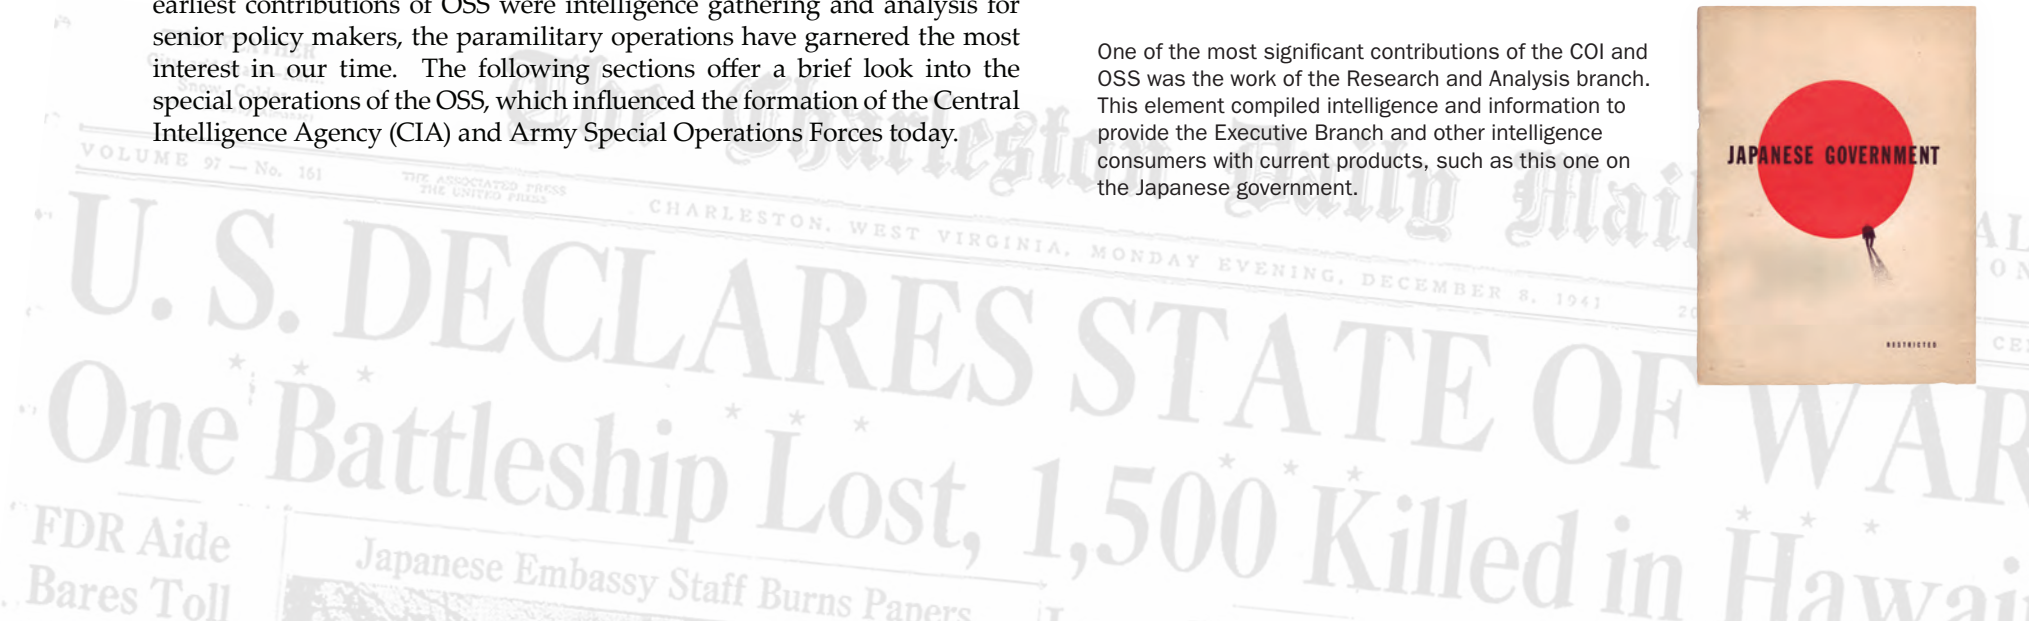 earliest contributions of OSS were intelligence gathering and analysis for
senior policy makers, the paramilitary operations have garnered the most
interest in our time. The following sections offer a brief look into the
special operations of the OSS, which influenced the formation of the Central
Intelligence Agency (CIA) and Army Special Operations Forces today.
One of the most significant contributions of the COI and
OSS was the work of the Research and Analysis branch.
This element compiled intelligence and information to
provide the Executive Branch and other intelligence
consumers with current products, such as this one on
the Japanese government.
JAPANESE GOVERNMENT
RESTRICTED
The Charleston Daily Mail
VOLUME 97 — No. 161
THE ASSOCIATED PRESS
THE UNITED PRESS
CHARLESTON, WEST VIRGINIA, MONDAY EVENING, DECEMBER 8, 1941
U. S. DECLARES STATE OF WAR
One Battleship Lost, 1,500 Killed in Hawaii
FDR Aide
Bares Toll
Japanese Embassy Staff Burns Papers